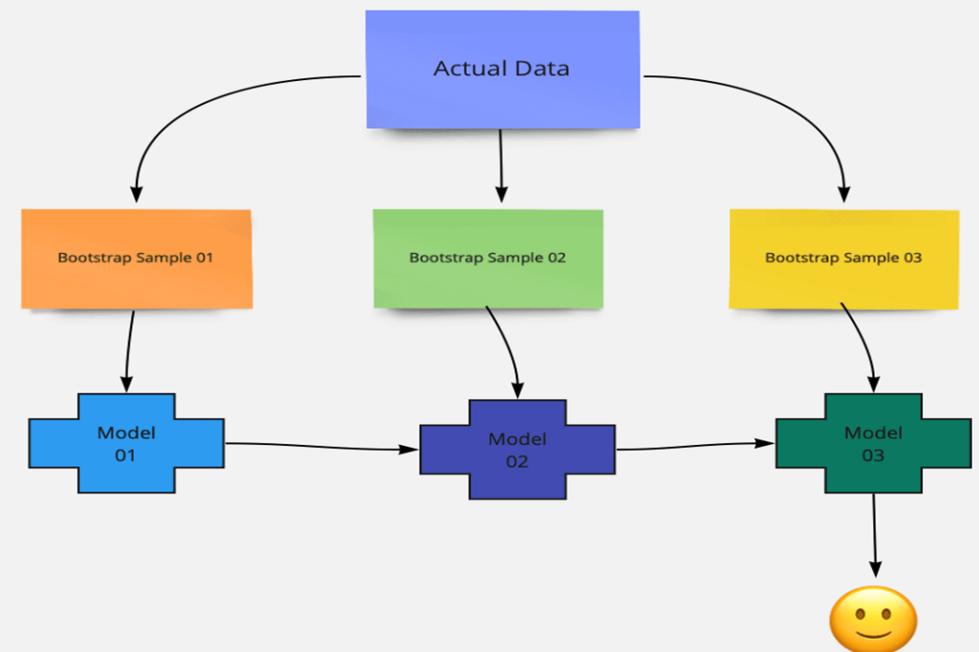 Actual Data
Bootstrap Sample 01
Bootstrap Sample 02
Bootstrap Sample 03
Model
01
Model
02
Model
03